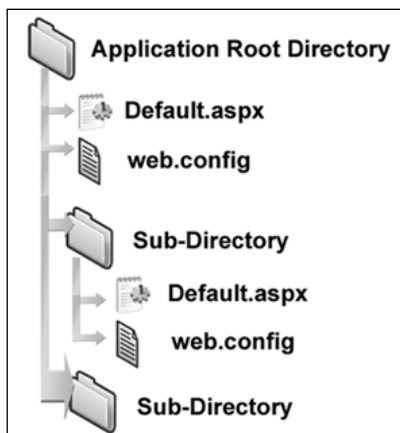 Application Root Directory
Default.aspx
web.config
Sub-Directory
Default.aspx
web.config
Sub-Directory